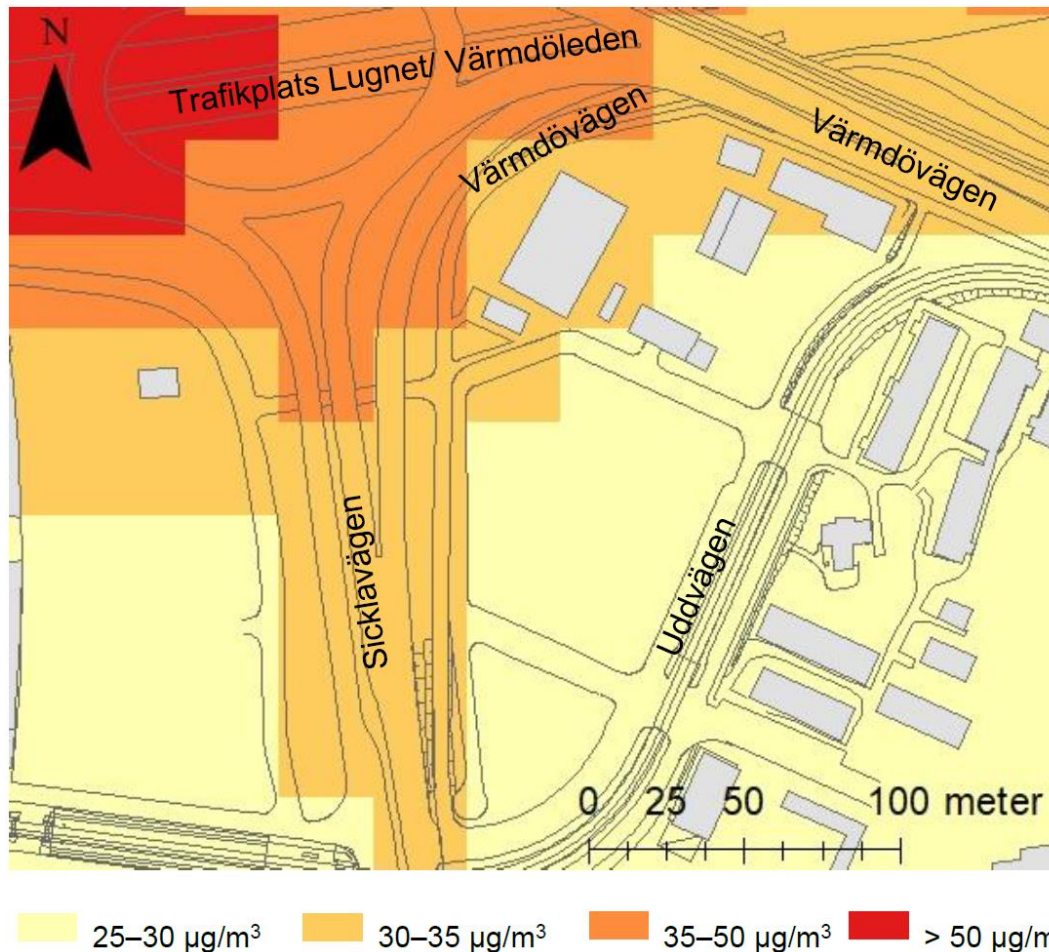 N
Trafikplats Lugnet/ Värmdöleden
Värmdövägen
Värmdövägen
Sicklavägen
Uddvägen
0 25 50 100 meter
25–30 µg/m³
30–35 µg/m³
35–50 µg/m³
> 50 µg/m